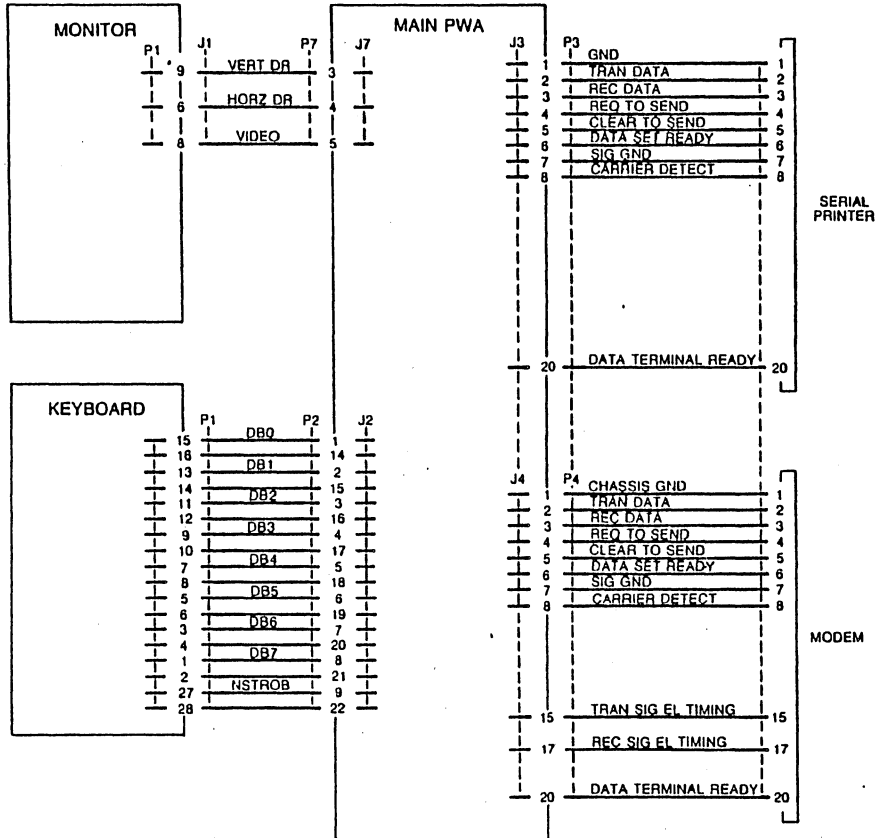 MONITOR
P1 J1 P7 J7
9 VERT DR 3
6 HORZ DR 4
8 VIDEO 5
MAIN PWA
J3 P3
1 GND 1
2 TRAN DATA 2
3 REC DATA 3
4 REQ TO SEND 4
5 CLEAR TO SEND 5
6 DATA SET READY 6
7 SIG GND 7
8 CARRIER DETECT 8
20 DATA TERMINAL READY 20
SERIAL
PRINTER
KEYBOARD
P1 P2 J2
15 DB0 1
16 14
13 DB1 2
14 15
11 DB2 3
12 16
9 DB3 4
10 17
7 DB4 5
8 18
5 DB5 6
6 19
3 DB6 7
4 20
1 DB7 8
2 21
27 NSTROB 9
28 22
J4 P4
1 CHASSIS GND 1
2 TRAN DATA 2
3 REC DATA 3
4 REQ TO SEND 4
5 CLEAR TO SEND 5
6 DATA SET READY 6
7 SIG GND 7
8 CARRIER DETECT 8
15 TRAN SIG EL TIMING 15
17 REC SIG EL TIMING 17
20 DATA TERMINAL READY 20
MODEM